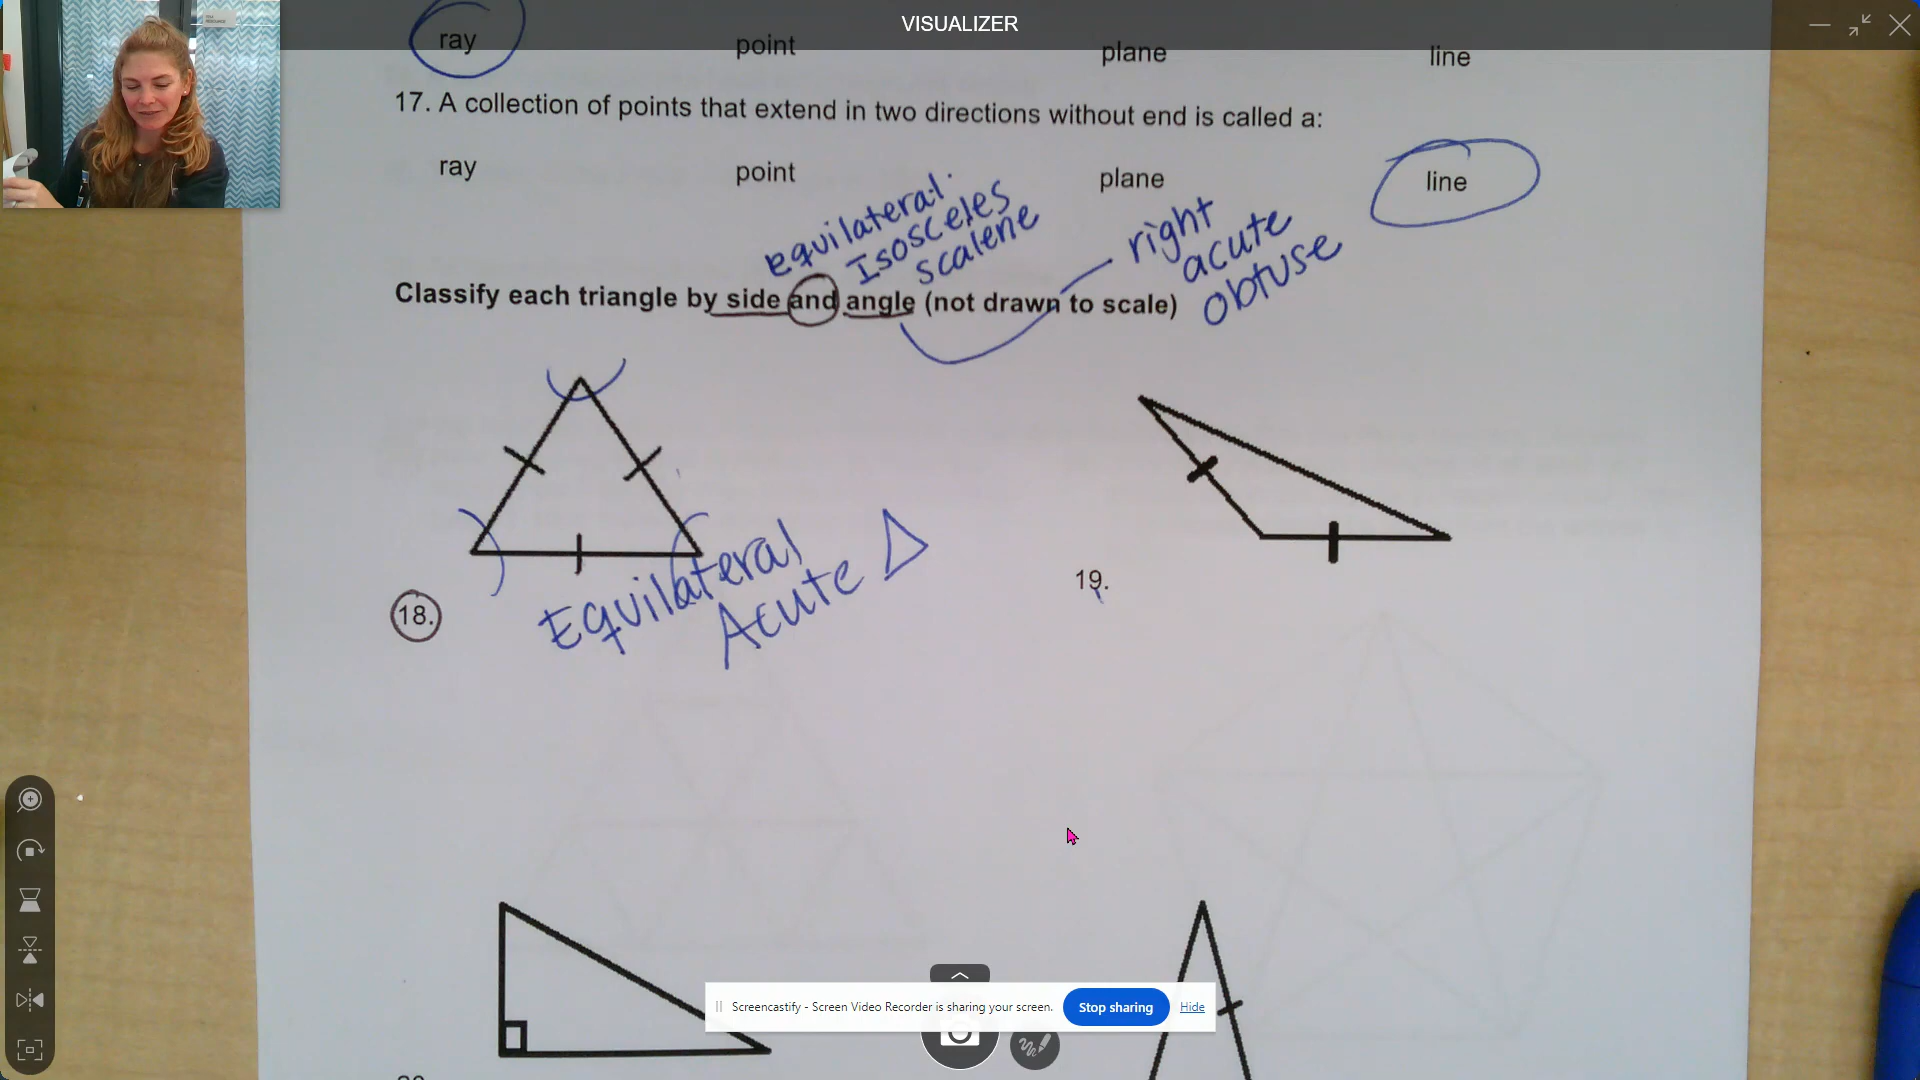 VISUALIZER
ray point plane line
17. A collection of points that extend in two directions without end is called a:
ray point plane line
equilateral
Isosceles
scalene
right
acute
obtuse
Classify each triangle by side and angle (not drawn to scale)
18.
Equilateral
Acute
19.
Screencastify - Screen Video Recorder is sharing your screen.
Stop sharing
Hide